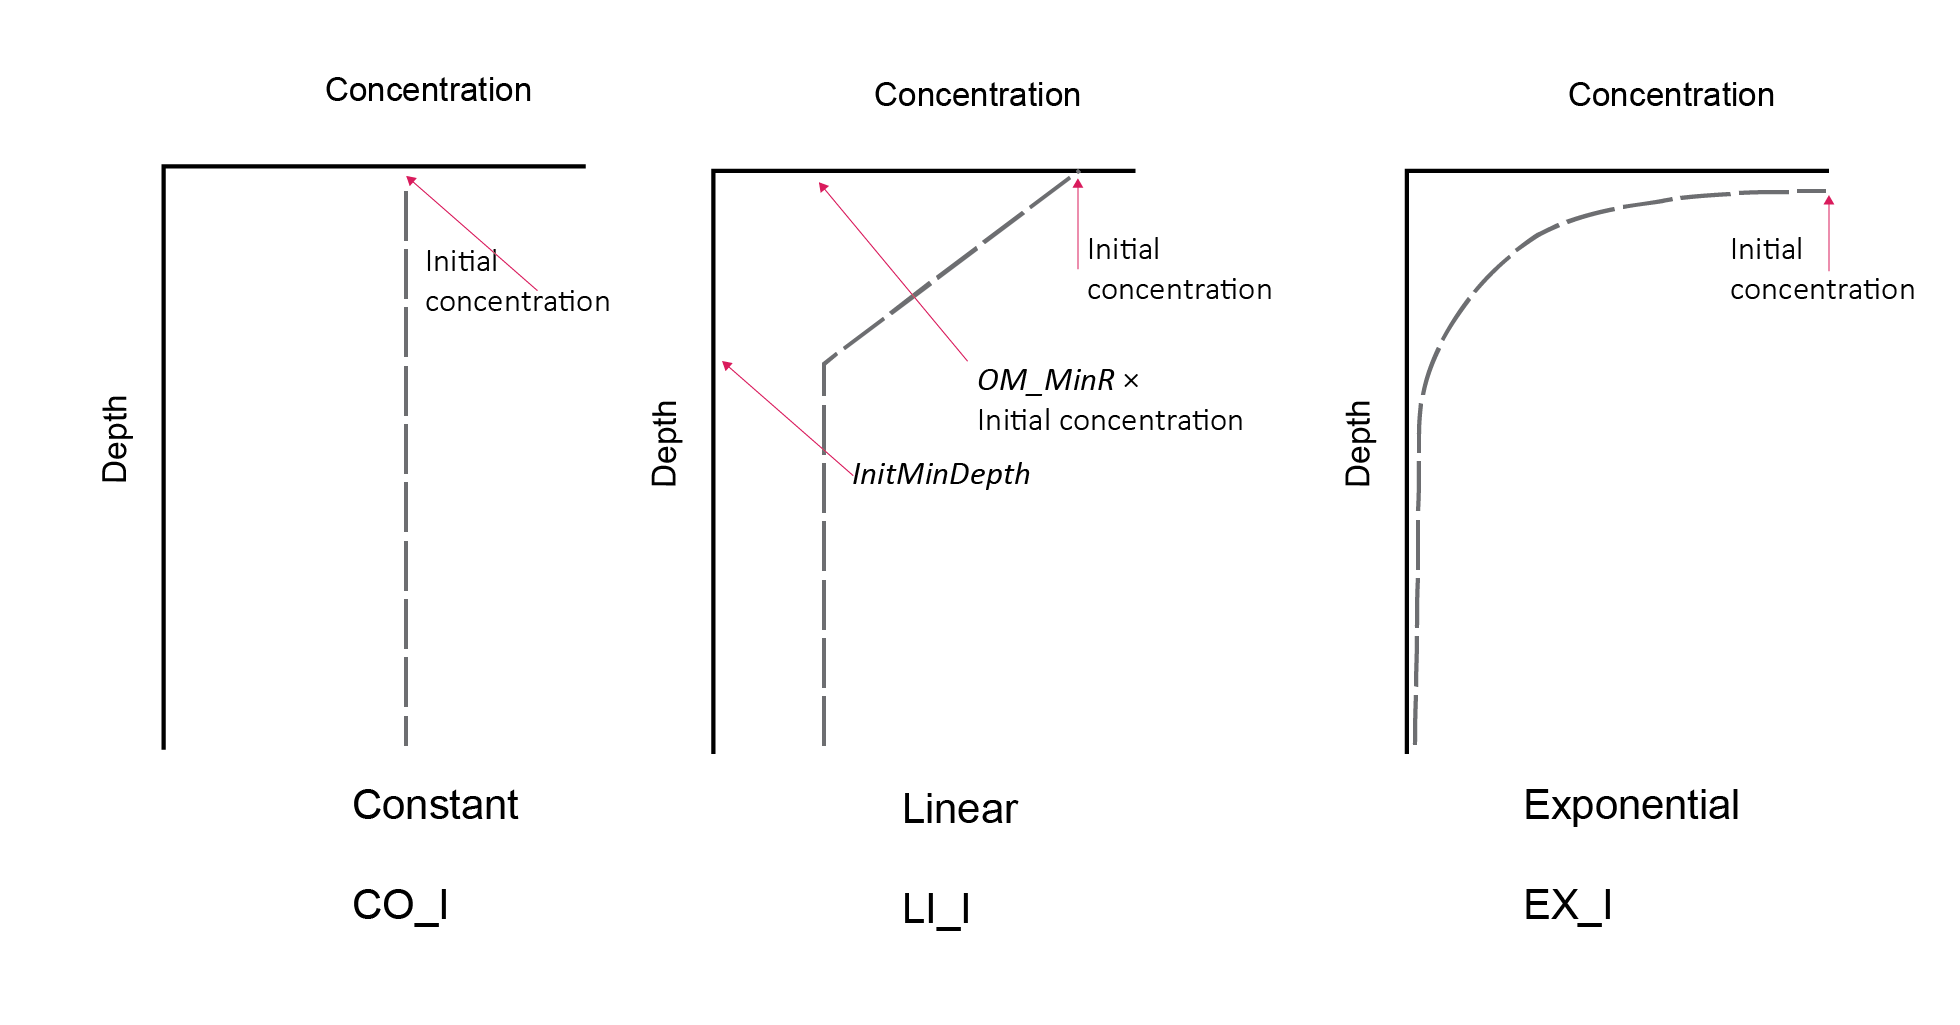 Concentration
Initial
concentration
Depth
Constant
CO_I
Concentration
Initial
concentration
OM_MinR ×
Initial concentration
InitMinDepth
Depth
Linear
LI_I
Concentration
Initial
concentration
Depth
Exponential
EX_I